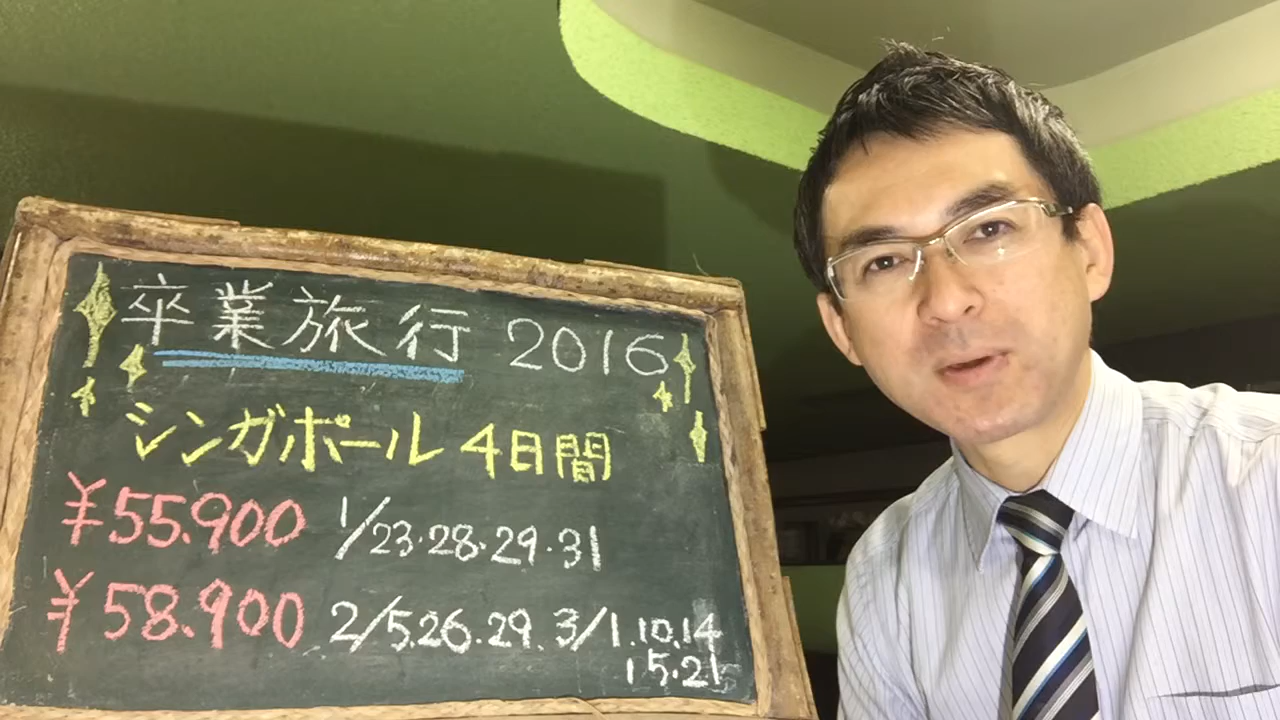 卒業旅行 2016
シンガポール 4日間
¥55.900 1/23・28・29・31
¥58.900 2/5.26.29. 3/1.10.14
15.21